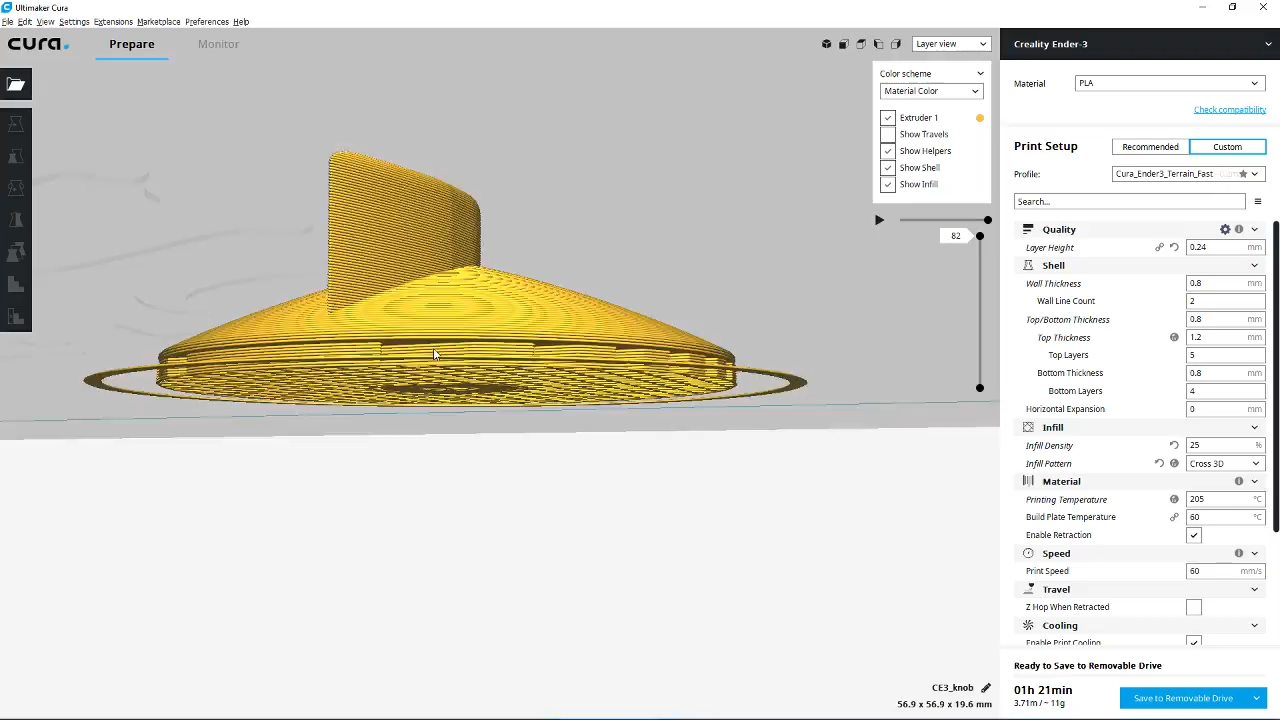 Ultimaker Cura
File Edit View Settings Extensions Marketplace Preferences Help
cura.
Prepare
Monitor
Layer view
Color scheme
Material Color
Extruder 1
Show Travels
Show Helpers
Show Shell
Show Infill
82
Creality Ender-3
Material
PLA
Check compatibility
Print Setup
Recommended
Custom
Profile:
Cura_Ender3_Terrain_Fast
Search...
Quality
Layer Height 0.24 mm
Shell
Wall Thickness 0.8 mm
Wall Line Count 2
Top/Bottom Thickness 0.8 mm
Top Thickness 1.2 mm
Top Layers 5
Bottom Thickness 0.8 mm
Bottom Layers 4
Horizontal Expansion 0 mm
Infill
Infill Density 25 %
Infill Pattern Cross 3D
Material
Printing Temperature 205 °C
Build Plate Temperature 60 °C
Enable Retraction
Speed
Print Speed 60 mm/s
Travel
Z Hop When Retracted
Cooling
Enable Print Cooling
Ready to Save to Removable Drive
01h 21min
3.71m / ~ 11g
Save to Removable Drive
CE3_knob
56.9 x 56.9 x 19.6 mm